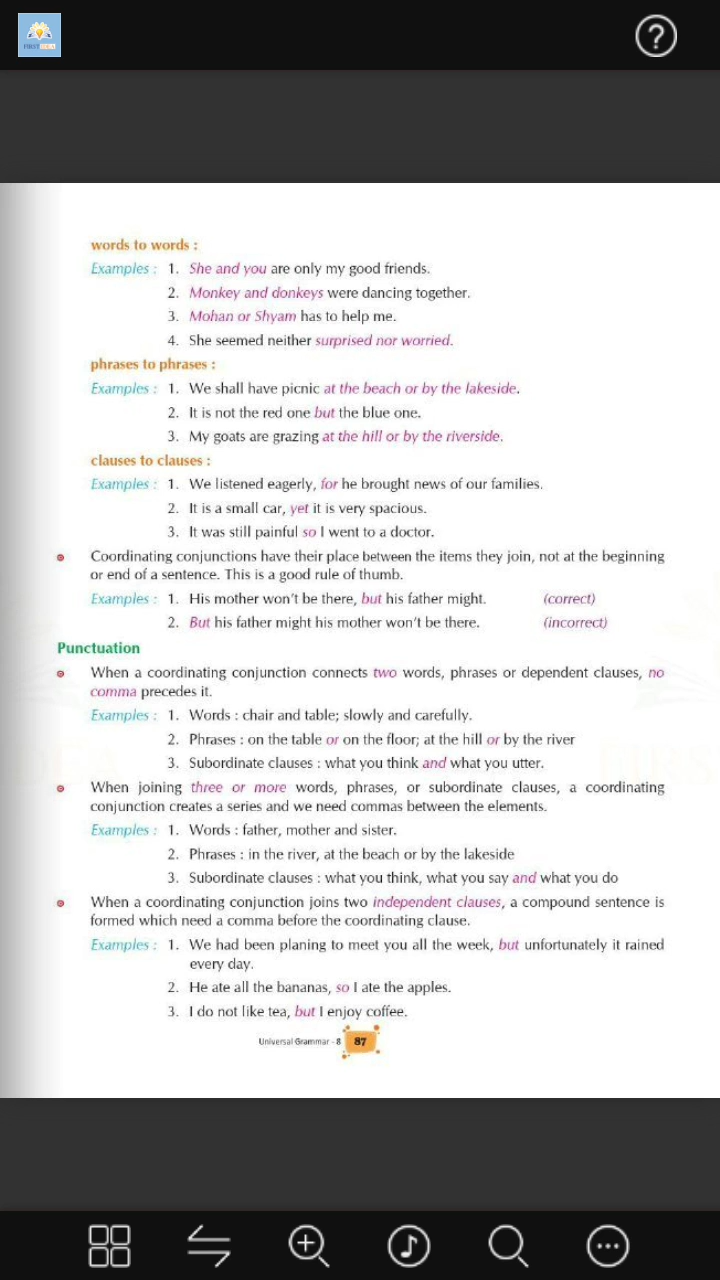 FIRST IDEA
words to words :
Examples : 1. She and you are only my good friends.
2. Monkey and donkeys were dancing together.
3. Mohan or Shyam has to help me.
4. She seemed neither surprised nor worried.
phrases to phrases :
Examples : 1. We shall have picnic at the beach or by the lakeside.
2. It is not the red one but the blue one.
3. My goats are grazing at the hill or by the riverside.
clauses to clauses :
Examples : 1. We listened eagerly, for he brought news of our families.
2. It is a small car, yet it is very spacious.
3. It was still painful so I went to a doctor.
Coordinating conjunctions have their place between the items they join, not at the beginning
or end of a sentence. This is a good rule of thumb.
Examples : 1. His mother won't be there, but his father might. (correct)
2. But his father might his mother won't be there. (incorrect)
Punctuation
When a coordinating conjunction connects two words, phrases or dependent clauses, no
comma precedes it.
Examples : 1. Words : chair and table; slowly and carefully.
2. Phrases : on the table or on the floor; at the hill or by the river
3. Subordinate clauses : what you think and what you utter.
When joining three or more words, phrases, or subordinate clauses, a coordinating
conjunction creates a series and we need commas between the elements.
Examples : 1. Words : father, mother and sister.
2. Phrases : in the river, at the beach or by the lakeside
3. Subordinate clauses : what you think, what you say and what you do
When a coordinating conjunction joins two independent clauses, a compound sentence is
formed which need a comma before the coordinating clause.
Examples : 1. We had been planing to meet you all the week, but unfortunately it rained
every day.
2. He ate all the bananas, so I ate the apples.
3. I do not like tea, but I enjoy coffee.
Universal Grammar - 8 87